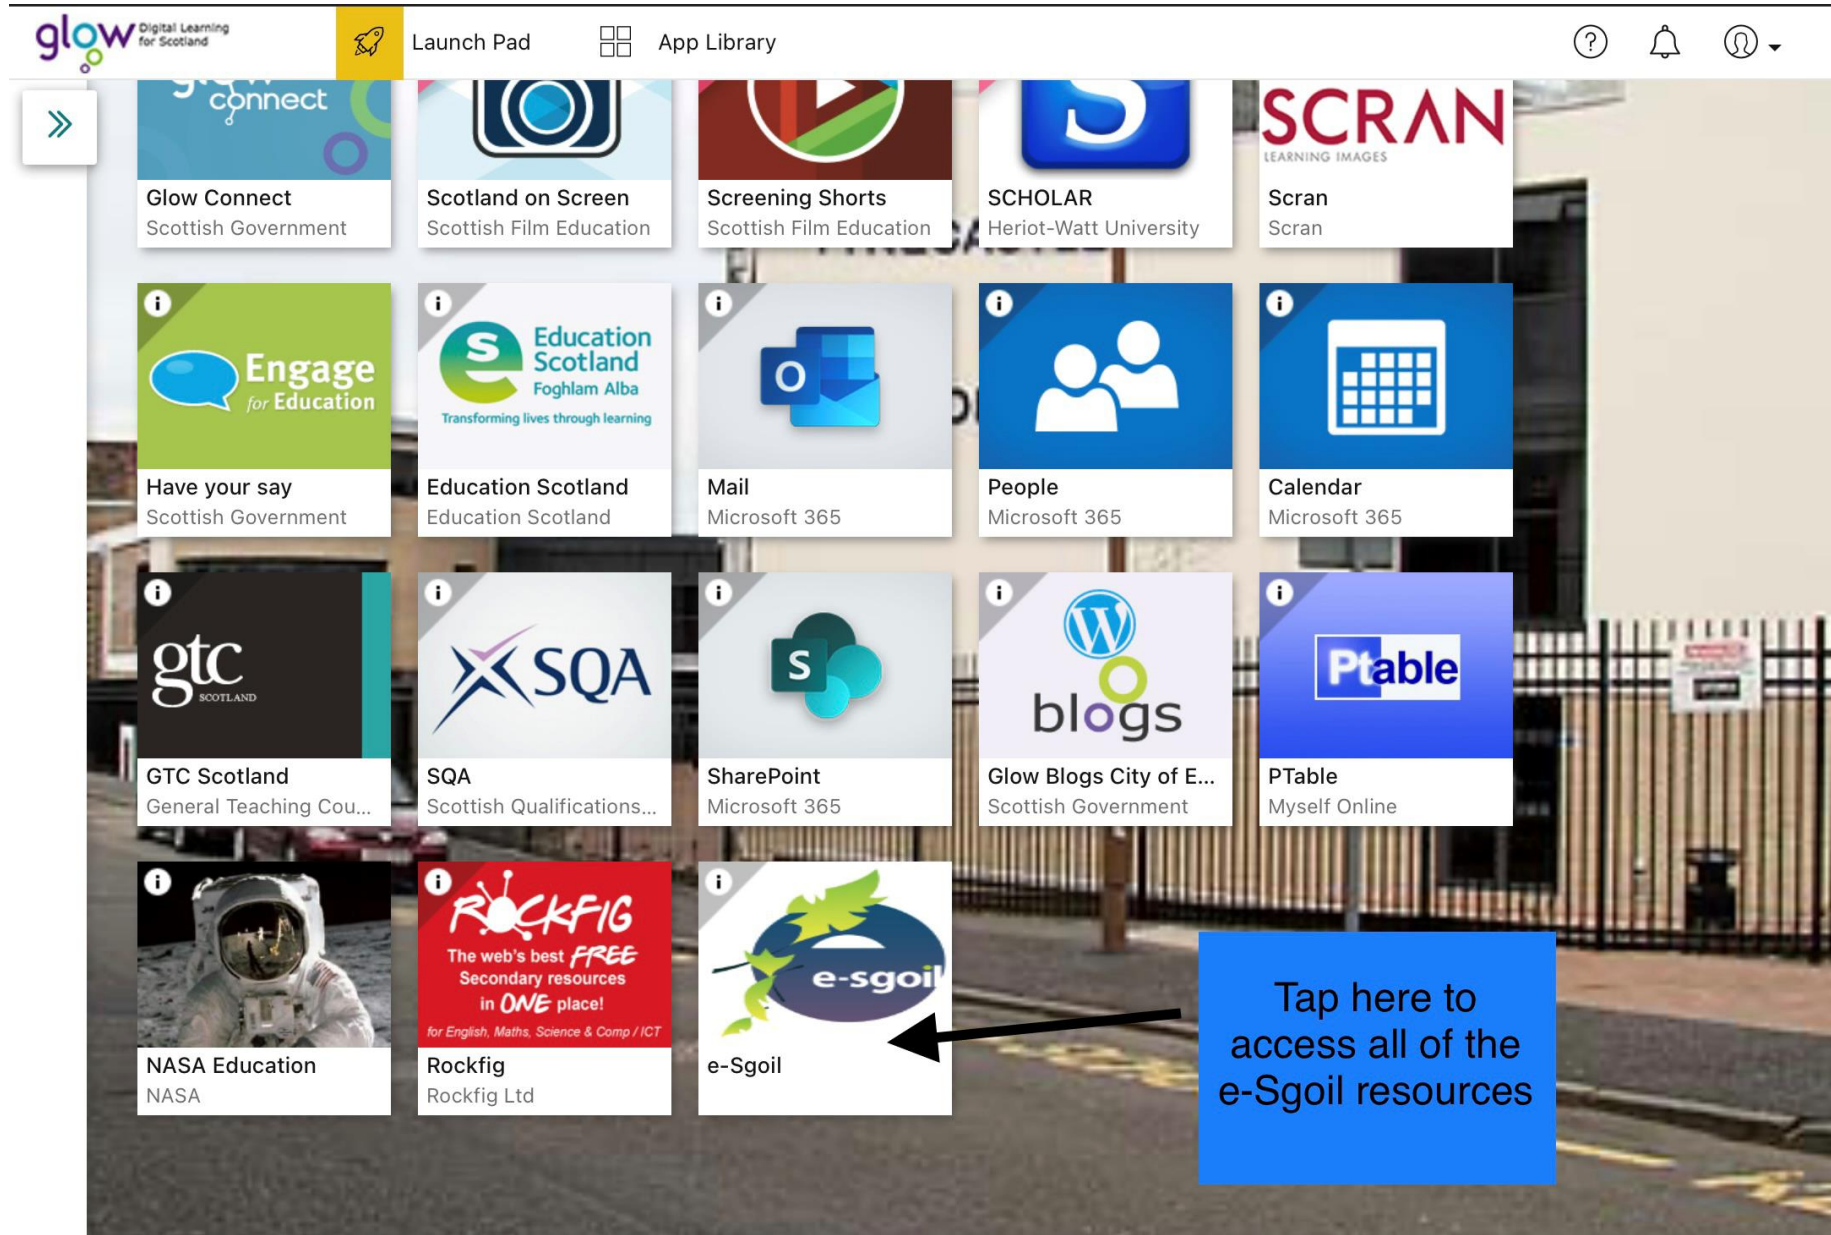 glow Digital Learning
for Scotland
Launch Pad
App Library
connect
S
SCRAN
LEARNING IMAGES
Glow Connect
Scottish Government
Scotland on Screen
Scottish Film Education
Screening Shorts
Scottish Film Education
SCHOLAR
Heriot-Watt University
Scran
Scran
Engage
for Education
Education
Scotland
Foghlam Alba
Transforming lives through learning
O
Have your say
Scottish Government
Education Scotland
Education Scotland
Mail
Microsoft 365
People
Microsoft 365
Calendar
Microsoft 365
gtc
SCOTLAND
SQA
S
blogs
Ptable
GTC Scotland
General Teaching Cou...
SQA
Scottish Qualifications...
SharePoint
Microsoft 365
Glow Blogs City of E...
Scottish Government
PTable
Myself Online
ROCKFIG
The web's best FREE
Secondary resources
in ONE place!
for English, Maths, Science & Comp / ICT
e-sgoil
NASA Education
NASA
Rockfig
Rockfig Ltd
e-Sgoil
Tap here to
access all of the
e-Sgoil resources